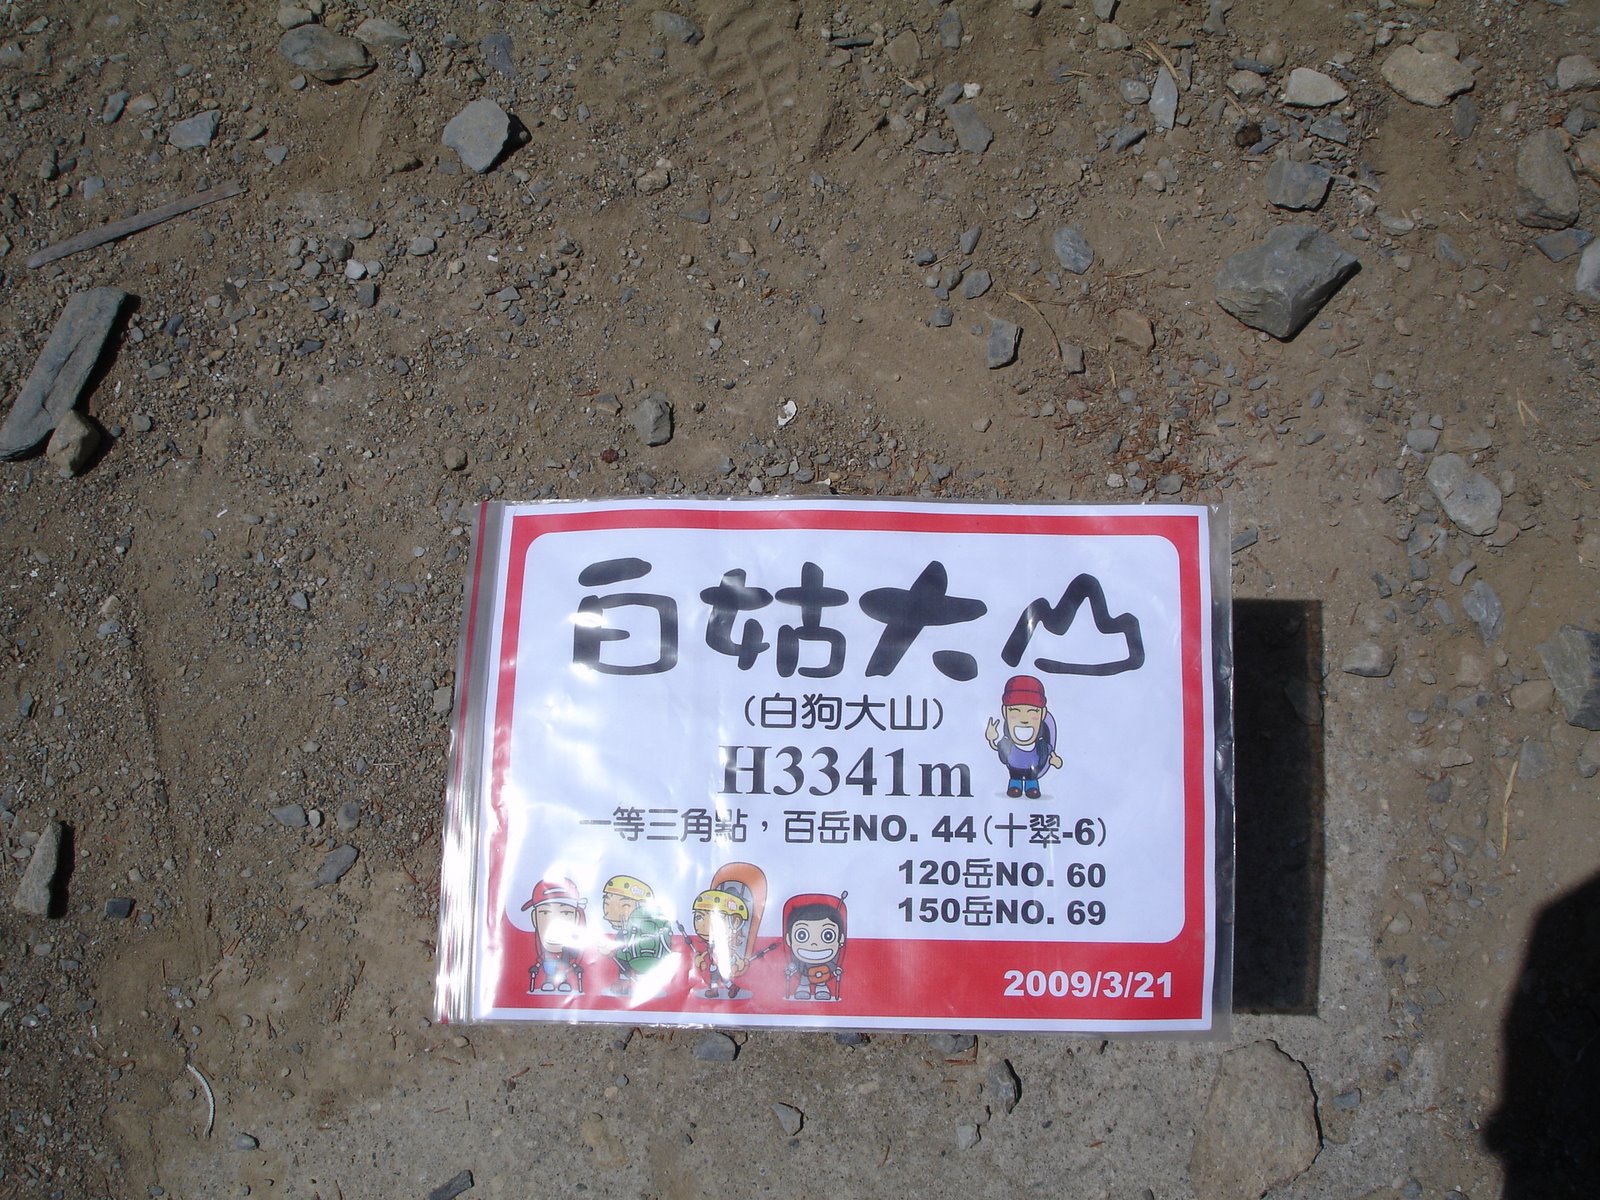 白姑大山
(白狗大山)
H3341m
一等三角點，百岳NO. 44(十翠-6)
120岳NO. 60
150岳NO. 69
2009/3/21